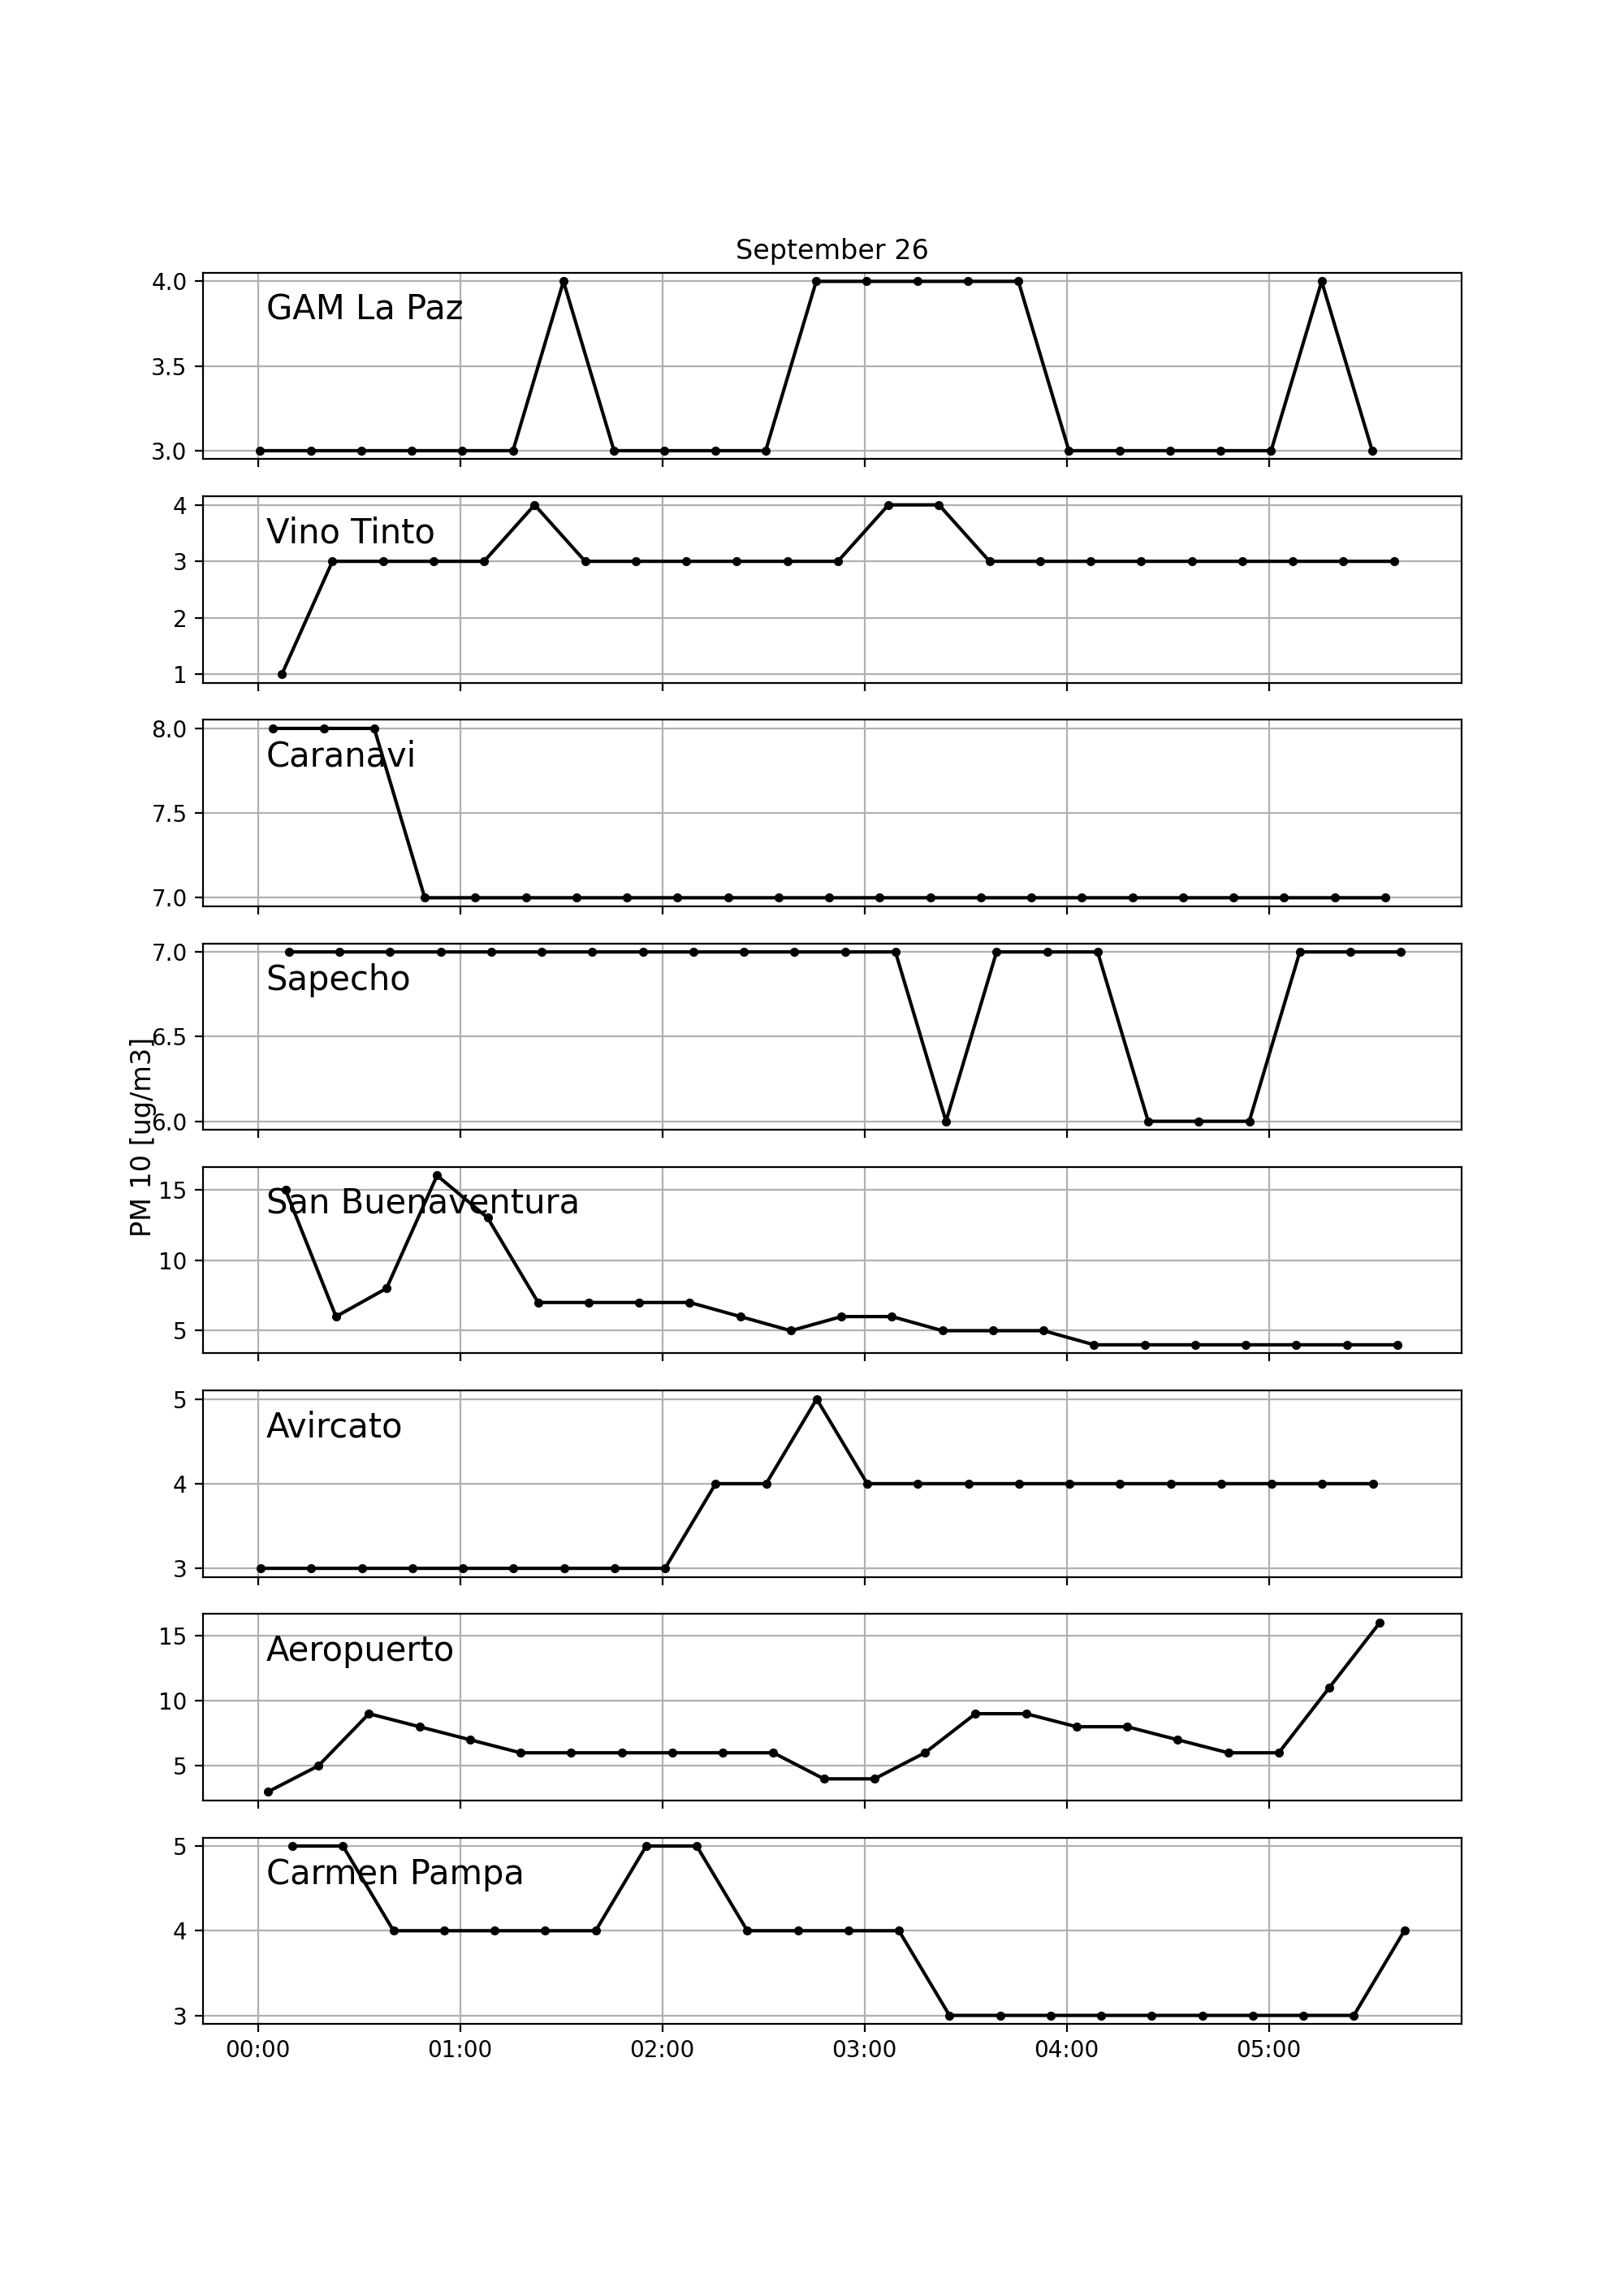 September 26
4.0
GAM La Paz
3.5
3.0
4
Vino Tinto
3
2
1
8.0
Caranavi
7.5
7.0
7.0
Sapecho
6.5
6.0
PM 10 [ug/m3]
15
San Buenaventura
10
5
5
Avircato
4
3
15
Aeropuerto
10
5
5
Carmen Pampa
4
3
00:00 01:00 02:00 03:00 04:00 05:00